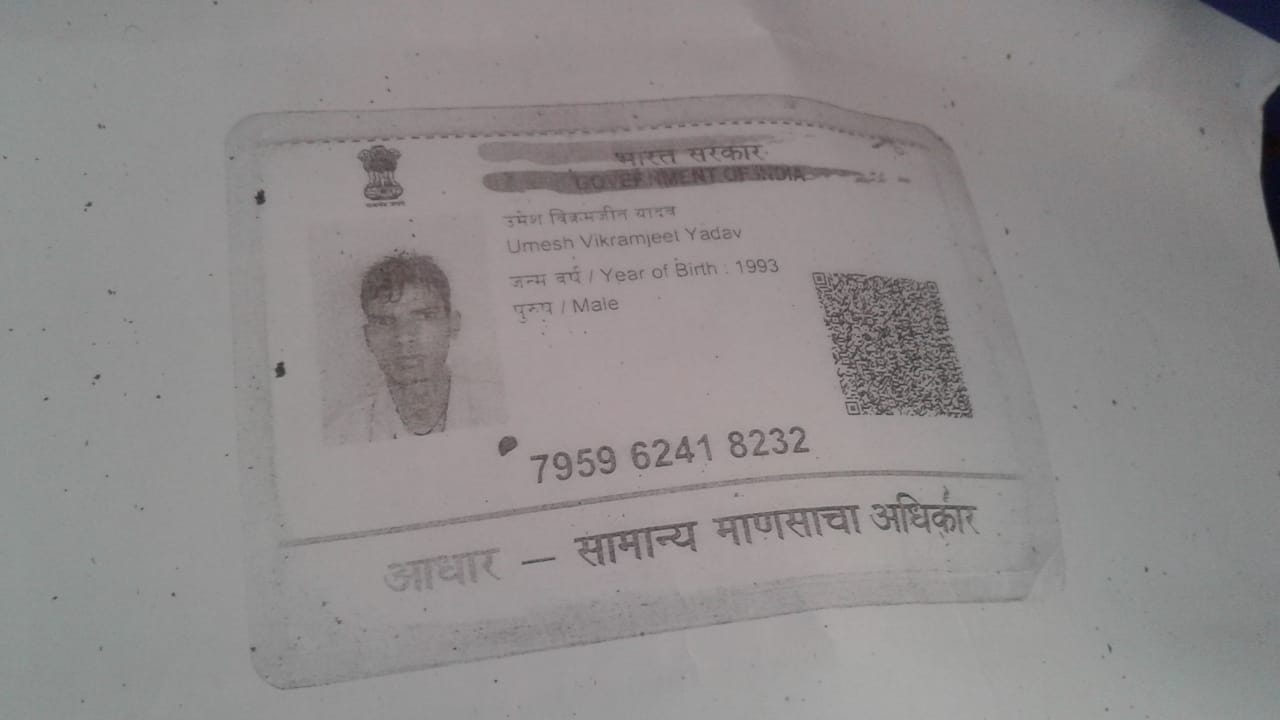 भारत सरकार
GOVERNMENT OF INDIA
उमेश विक्रमजीत यादव
Umesh Vikramjeet Yadav
जन्म वर्ष / Year of Birth : 1993
पुरुष / Male
7959 6241 8232
आधार – सामान्य माणसाचा अधिकार